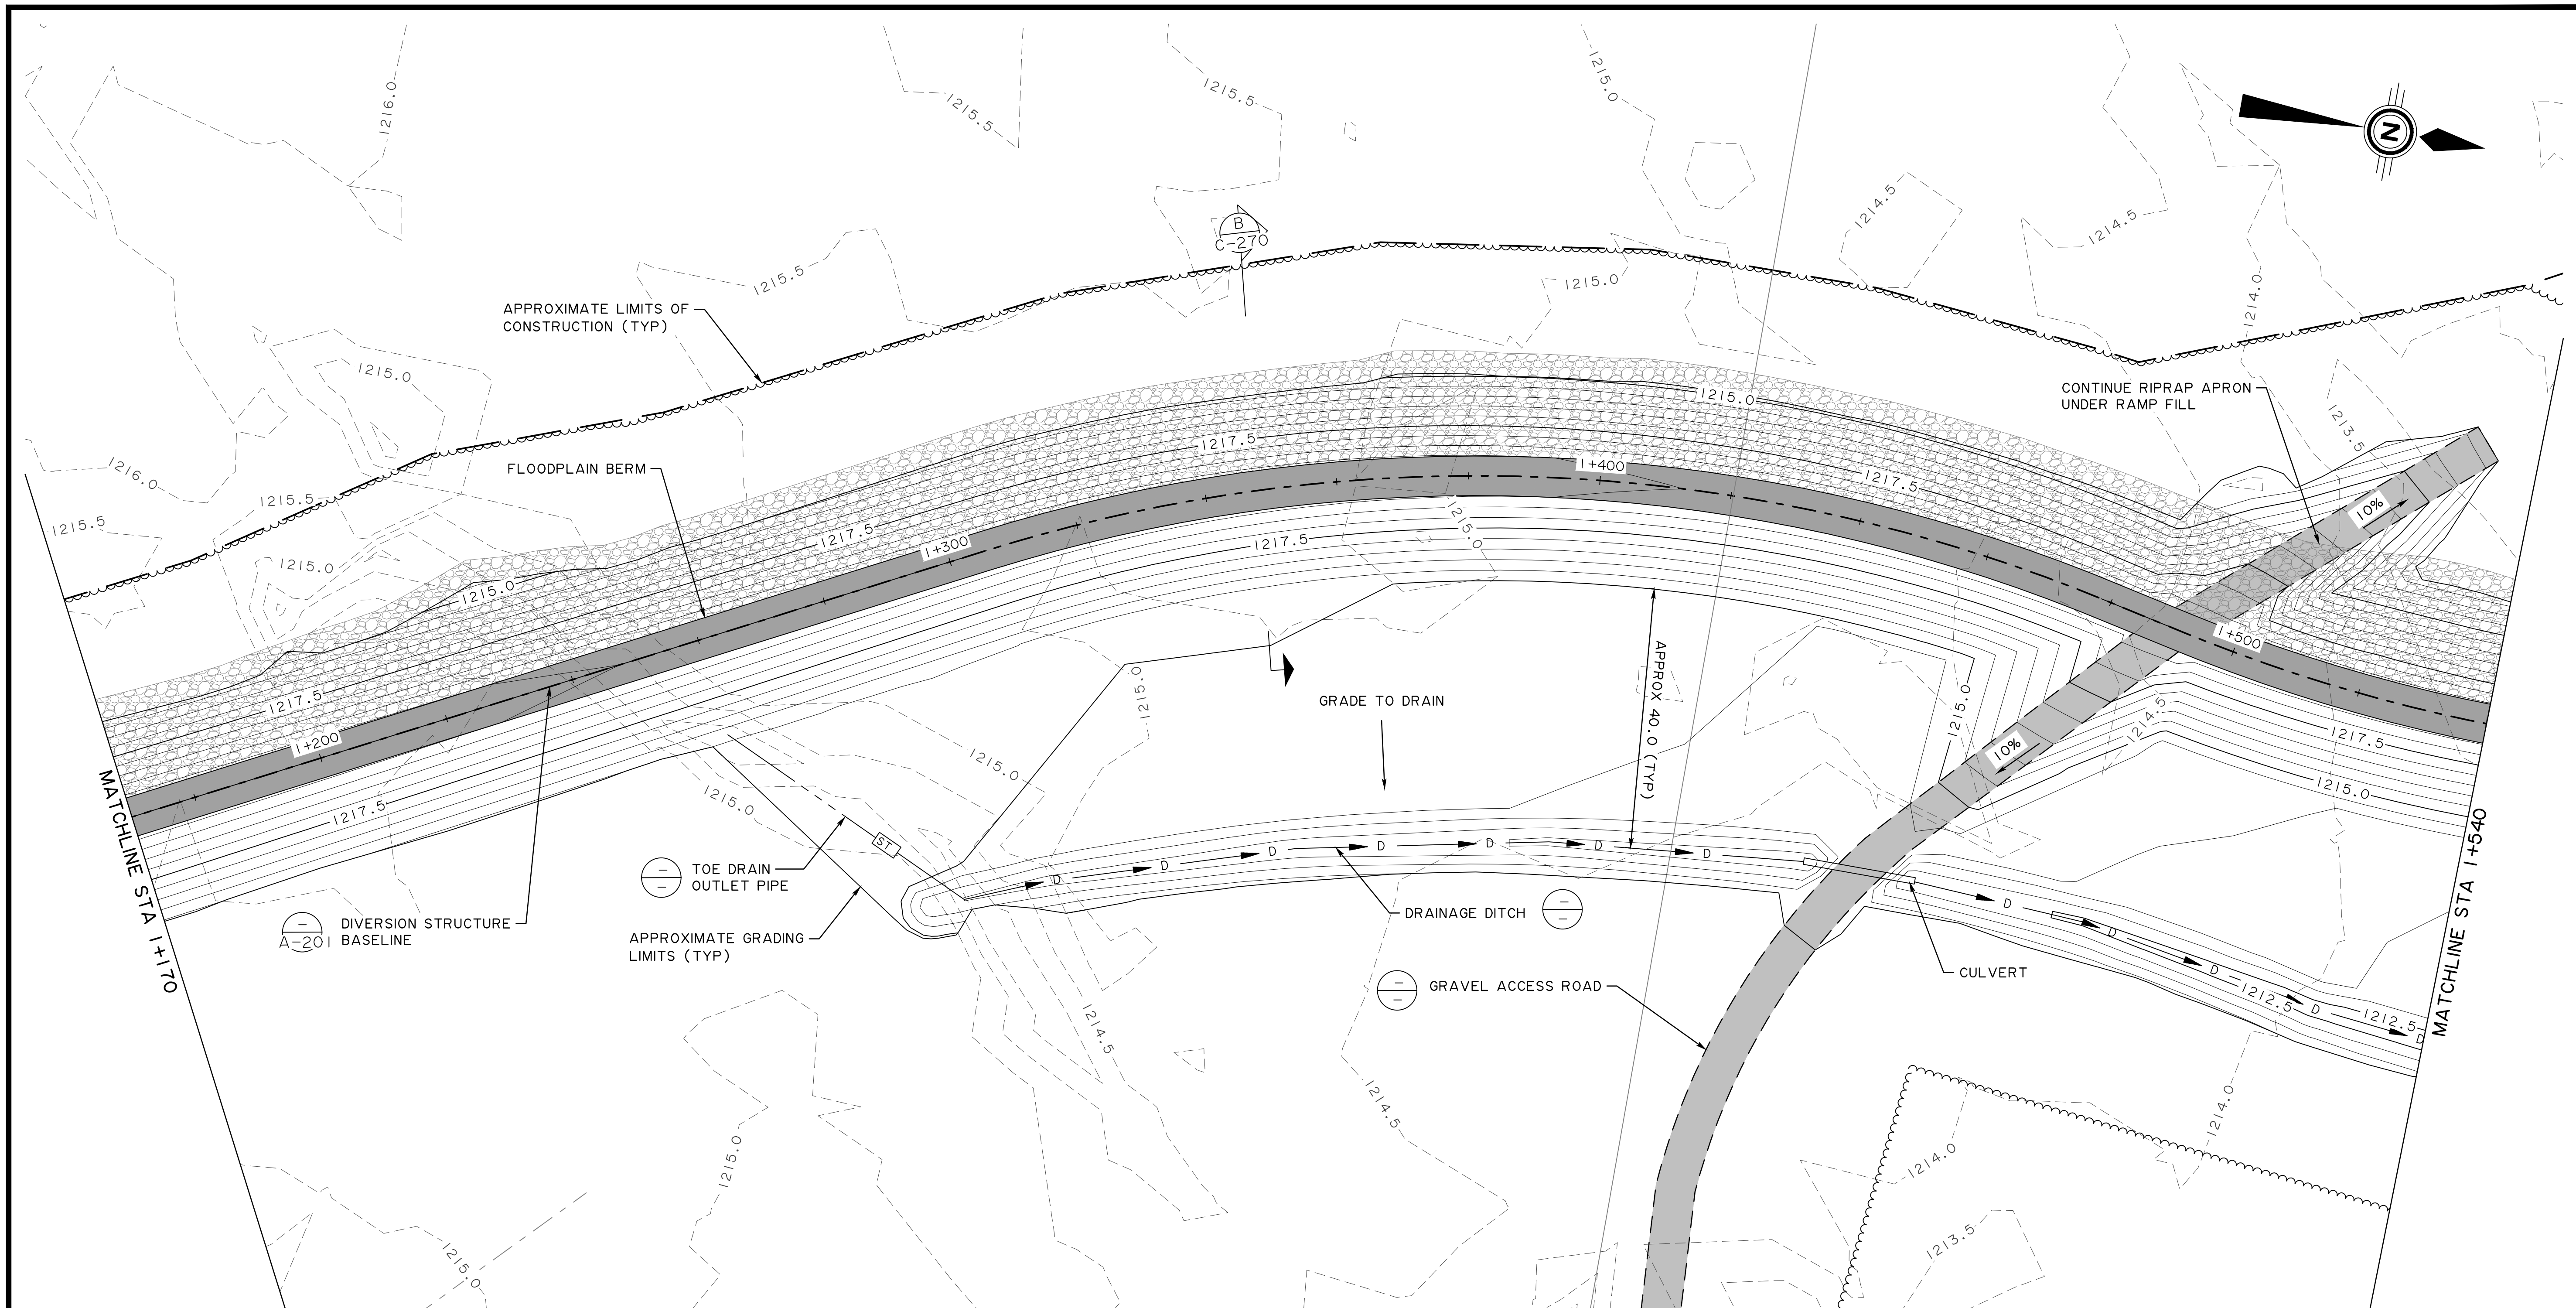 1216.0
1215.5
1215.5
1215.0
N
1214.5
1214.5
B
C-270
1215.5
1215.0
1214.0
APPROXIMATE LIMITS OF
CONSTRUCTION (TYP)
1215.0
CONTINUE RIPRAP APRON
UNDER RAMP FILL
1215.0
1213.5
1217.5
FLOODPLAIN BERM
1+400
1216.0
1217.5
1215.5
10%
1215.5
1215.0
1217.5
1217.5
1+300
1215.0
1215.0
1+500
1215.0
APPROX 40.0 (TYP)
1217.5
GRADE TO DRAIN
1215.0
1215.0
1214.5
1+200
1217.5
10%
1215.0
1215.0
1215.0
1217.5
MATCHLINE STA 1+170
ST
D
D
D
D
D
D
D
TOE DRAIN
OUTLET PIPE
DIVERSION STRUCTURE
BASELINE
A-201
APPROXIMATE GRADING
LIMITS (TYP)
DRAINAGE DITCH
D
D
D
D
D
CULVERT
GRAVEL ACCESS ROAD
1212.5
1212.5
MATCHLINE STA 1+540
1214.5
1214.5
1214.0
1215.0
1214.0
1215.0
1213.5